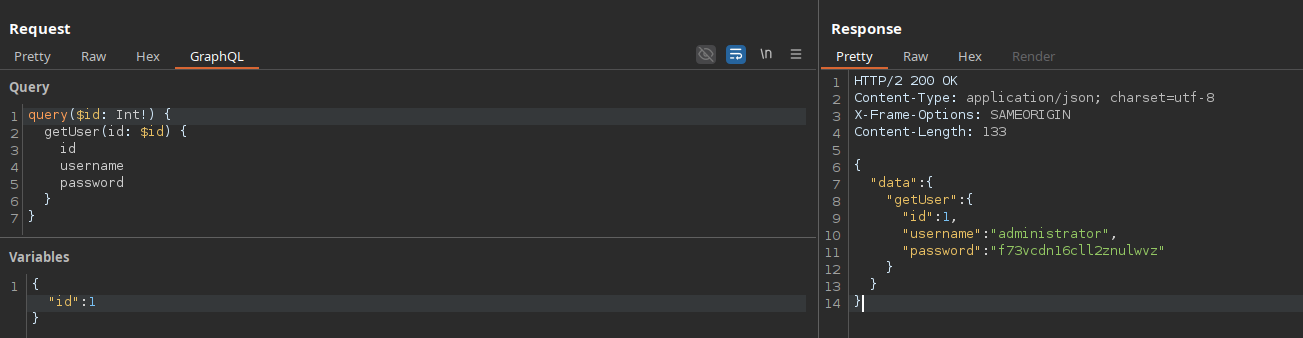 Request
Pretty Raw Hex GraphQL \n
Query
1 query($id: Int!) {
2 getUser(id: $id) {
3 id
4 username
5 password
6 }
7 }
Variables
1 {
"id":1
}
Response
Pretty Raw Hex Render
1 HTTP/2 200 OK
2 Content-Type: application/json; charset=utf-8
3 X-Frame-Options: SAMEORIGIN
4 Content-Length: 133
5
6 {
7 "data":{
8 "getUser":{
9 "id":1,
10 "username":"administrator",
11 "password":"f73vcdn16cll2znulwvz"
12 }
13 }
14 }